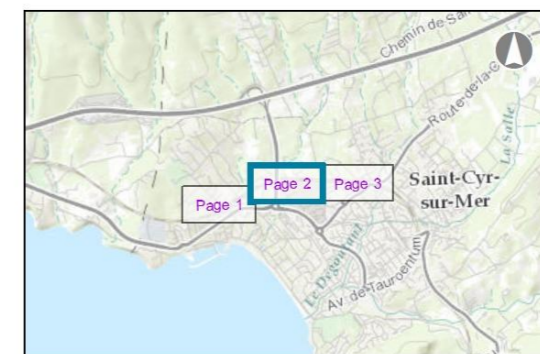 Chemin de Sa
Route-de-la-G
La Salle
Page 2
Page 3
Saint-Cyr-
sur-Mer
Page 1
Le Dégoutant
Av. de Tauroentum